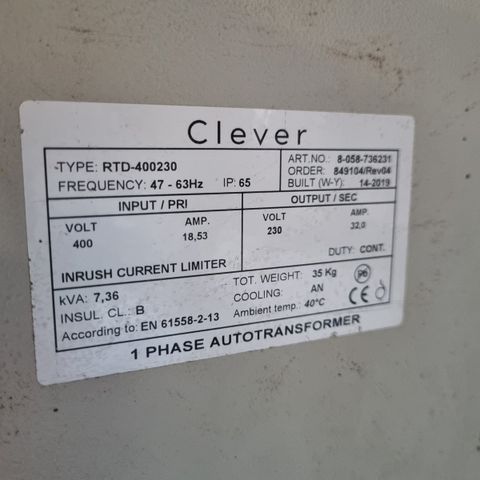 Clever
TYPE: RTD-400230
FREQUENCY: 47 - 63Hz IP: 65
ART.NO.: 8-058-736231
ORDER: 849104/Rev04
BUILT (W-Y): 14-2019
INPUT / PRI
OUTPUT / SEC
VOLT AMP.
400 18,53
VOLT AMP.
230 32,0
INRUSH CURRENT LIMITER
DUTY: CONT.
kVA: 7,36
INSUL. CL.: B
According to: EN 61558-2-13
TOT. WEIGHT: 35 Kg
COOLING: AN
Ambient temp.: 40°C
Pb
CE
1 PHASE AUTOTRANSFORMER